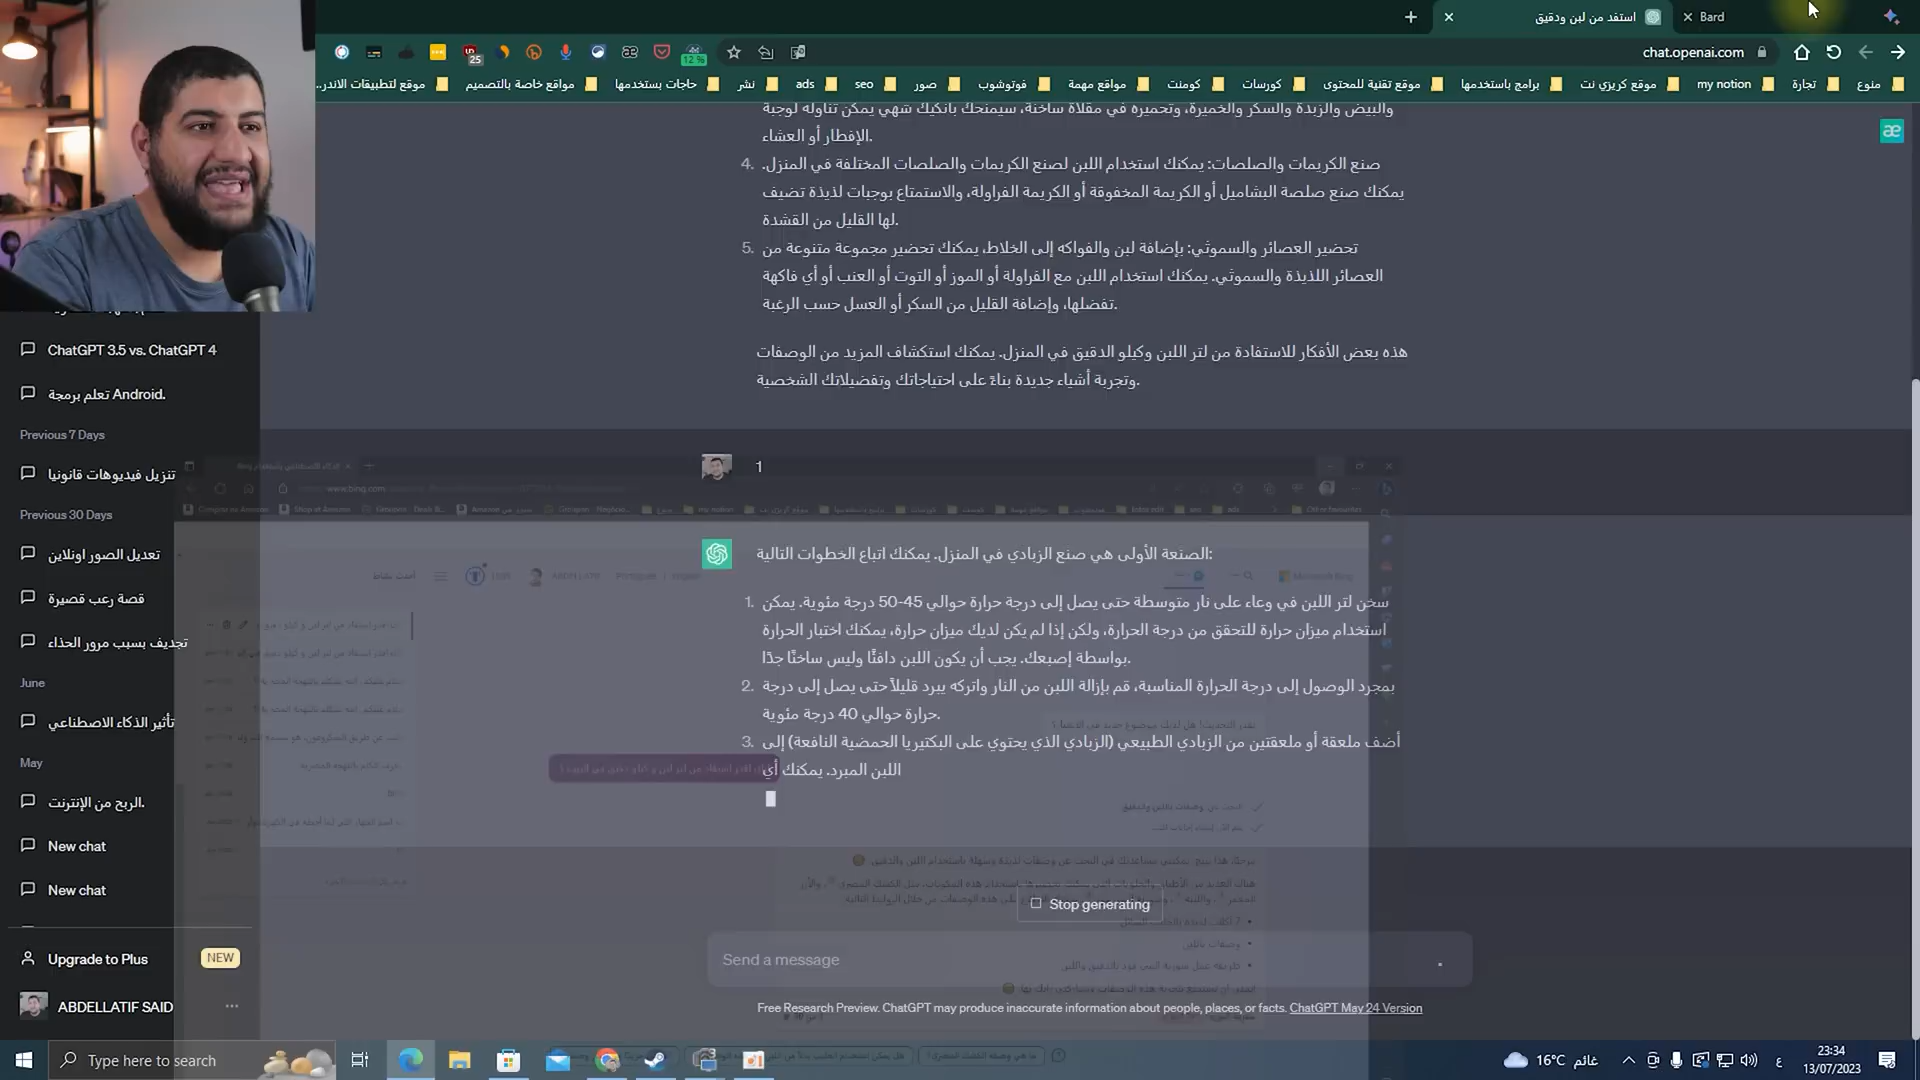 استفد من لبن ودقيق
Bard
chat.openai.com
25
12 %
منوع
تجارة
my notion
موقع كريزي نت
برامج باستخدمها
موقع تقنية للمحتوى
كورسات
كومنت
مواقع مهمة
فوتوشوب
صور
seo
ads
نشر
حاجات بستخدمها
مواقع خاصة بالتصميم
موقع لتطبيقات الاندر..
والبيض والزبدة والسكر والخميرة، وتحميره في مقلاة ساخنة، سيمنحك بانكيك شهي يمكن تناوله لوجبة
الإفطار أو العشاء.
4. صنع الكريمات والصلصات: يمكنك استخدام اللبن لصنع الكريمات والصلصات المختلفة في المنزل.
يمكنك صنع صلصة البشاميل أو الكريمة المخفوقة أو الكريمة الفراولة، والاستمتاع بوجبات لذيذة تضيف
لها القليل من القشدة.
5. تحضير العصائر والسموثي: بإضافة لبن والفواكه إلى الخلاط، يمكنك تحضير مجموعة متنوعة من
العصائر اللذيذة والسموثي. يمكنك استخدام اللبن مع الفراولة أو الموز أو التوت أو العنب أو أي فاكهة
تفضلها، وإضافة القليل من السكر أو العسل حسب الرغبة.
هذه بعض الأفكار للاستفادة من لتر اللبن وكيلو الدقيق في المنزل. يمكنك استكشاف المزيد من الوصفات
وتجربة أشياء جديدة بناءً على احتياجاتك وتفضيلاتك الشخصية.
1
الصنعة الأولى هي صنع الزبادي في المنزل. يمكنك اتباع الخطوات التالية:
1. سخن لتر اللبن في وعاء على نار متوسطة حتى يصل إلى درجة حرارة حوالي 45-50 درجة مئوية. يمكن
استخدام ميزان حرارة للتحقق من درجة الحرارة، ولكن إذا لم يكن لديك ميزان حرارة، يمكنك اختبار الحرارة
بواسطة إصبعك. يجب أن يكون اللبن دافئًا وليس ساخنًا جدًا.
2. بمجرد الوصول إلى درجة الحرارة المناسبة، قم بإزالة اللبن من النار واتركه يبرد قليلاً حتى يصل إلى درجة
حرارة حوالي 40 درجة مئوية.
3. أضف ملعقة أو ملعقتين من الزبادي الطبيعي (الزبادي الذي يحتوي على البكتيريا الحمضية النافعة) إلى
اللبن المبرد. يمكنك أي
Stop generating
Send a message
Free Research Preview. ChatGPT may produce inaccurate information about people, places, or facts. ChatGPT May 24 Version
ChatGPT 3.5 vs. ChatGPT 4
تعلم برمجة Android.
Previous 7 Days
تنزيل فيديوهات قانونيا
Previous 30 Days
تعديل الصور اونلاين
قصة رعب قصيرة
تجديف بسبب مرور الحذاء
June
تأثير الذكاء الاصطناعي
May
الربح من الإنترنت.
New chat
New chat
Upgrade to Plus
NEW
ABDELLATIF SAID
Type here to search
16°C غائم
ع
23:34
13/07/2023